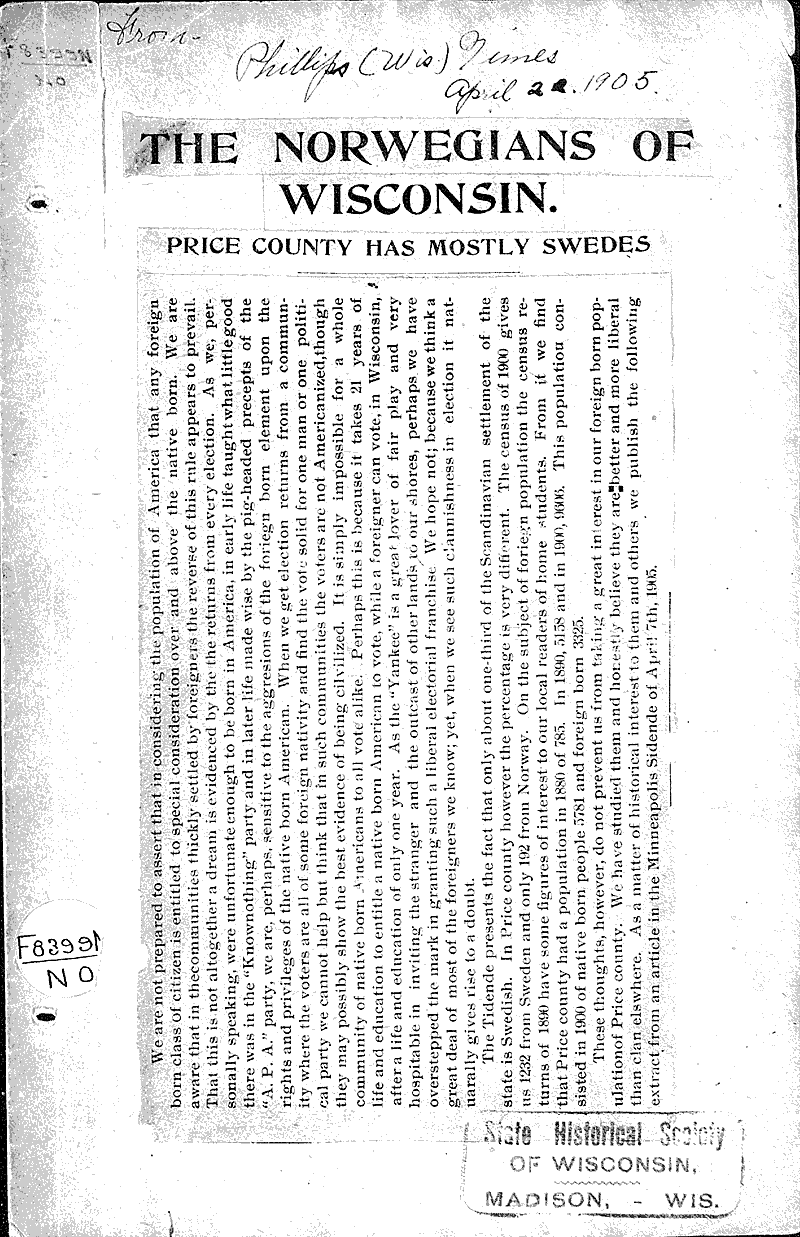 From-
Phillips (Wis) Times
April 22. 1905.
THE NORWEGIANS OF
WISCONSIN.
PRICE COUNTY HAS MOSTLY SWEDES
We are not prepared to assert that in considering the population of America that any foreign
born class of citizen is entitled to special consideration over and above the native born. We are
aware that in thecommunities thickly settled by foreigners the reverse of this rule appears to prevail.
That this is not altogether a dream is evidenced by the the returns from every election. As we, per-
sonally speaking, were unfortunate enough to be born in America, in early life taught what little good
there was in the "Knownothing" party and in later life made wise by the pig-headed precepts of the
"A. P. A." party, we are, perhaps, sensitive to the aggresions of the foriegn born element upon the
rights and privileges of the native born American. When we get election returns from a commun-
ity where the voters are all of some foreign nativity and find the vote solid for one man or one politi-
cal party we cannot help but think that in such communities the voters are not Americanized,though
they may possibly show the best evidence of being civilized. It is simply impossible for a whole
community of native born Americans to all vote alike. Perhaps this is because it takes 21 years of
life and education to entitle a native born American to vote, while a foreigner can vote, in Wisconsin,
after a life and education of only one year. As the "Yankee' is a great lover of fair play and very
hospitable in inviting the stranger and the outcast of other lands to our shores, perhaps we have
overstepped the mark in granting such a liberal electorial franchise. We hope not; because we think a
great deal of most of the foreigners we know; yet, when we see such clannishness in election it nat-
uarally gives rise to a doubt.
The Tidende presents the fact that only about one-third of the Scandinavian settlement of the
state is Swedish. In Price county however the percentage is very different. The census of 1900 gives
us 1232 from Sweden and only 192 from Norway. On the subject of foriegn population the census re-
turns of 1890 have some figures of interest to our local readers of home students. From it we find
that Price county had a population in 1880 of 785. In 1890, 5158 and in 1900, 9606. This population con-
sisted in 1900 of native born people 5781 and foreign born 3325.
These thoughts, however, do not prevent us from taking a great interest in our foreign born pop-
ulationof Price county. We have studied them and honestly believe they are better and more liberal
than clan elswhere. As a matter of historical interest to them and others we publish the following
extract from an article in the Minneapolis Sidende of April 7th, 1905.
F83991
NO
State Historical Society
OF WISCONSIN,
MADISON, - WIS.